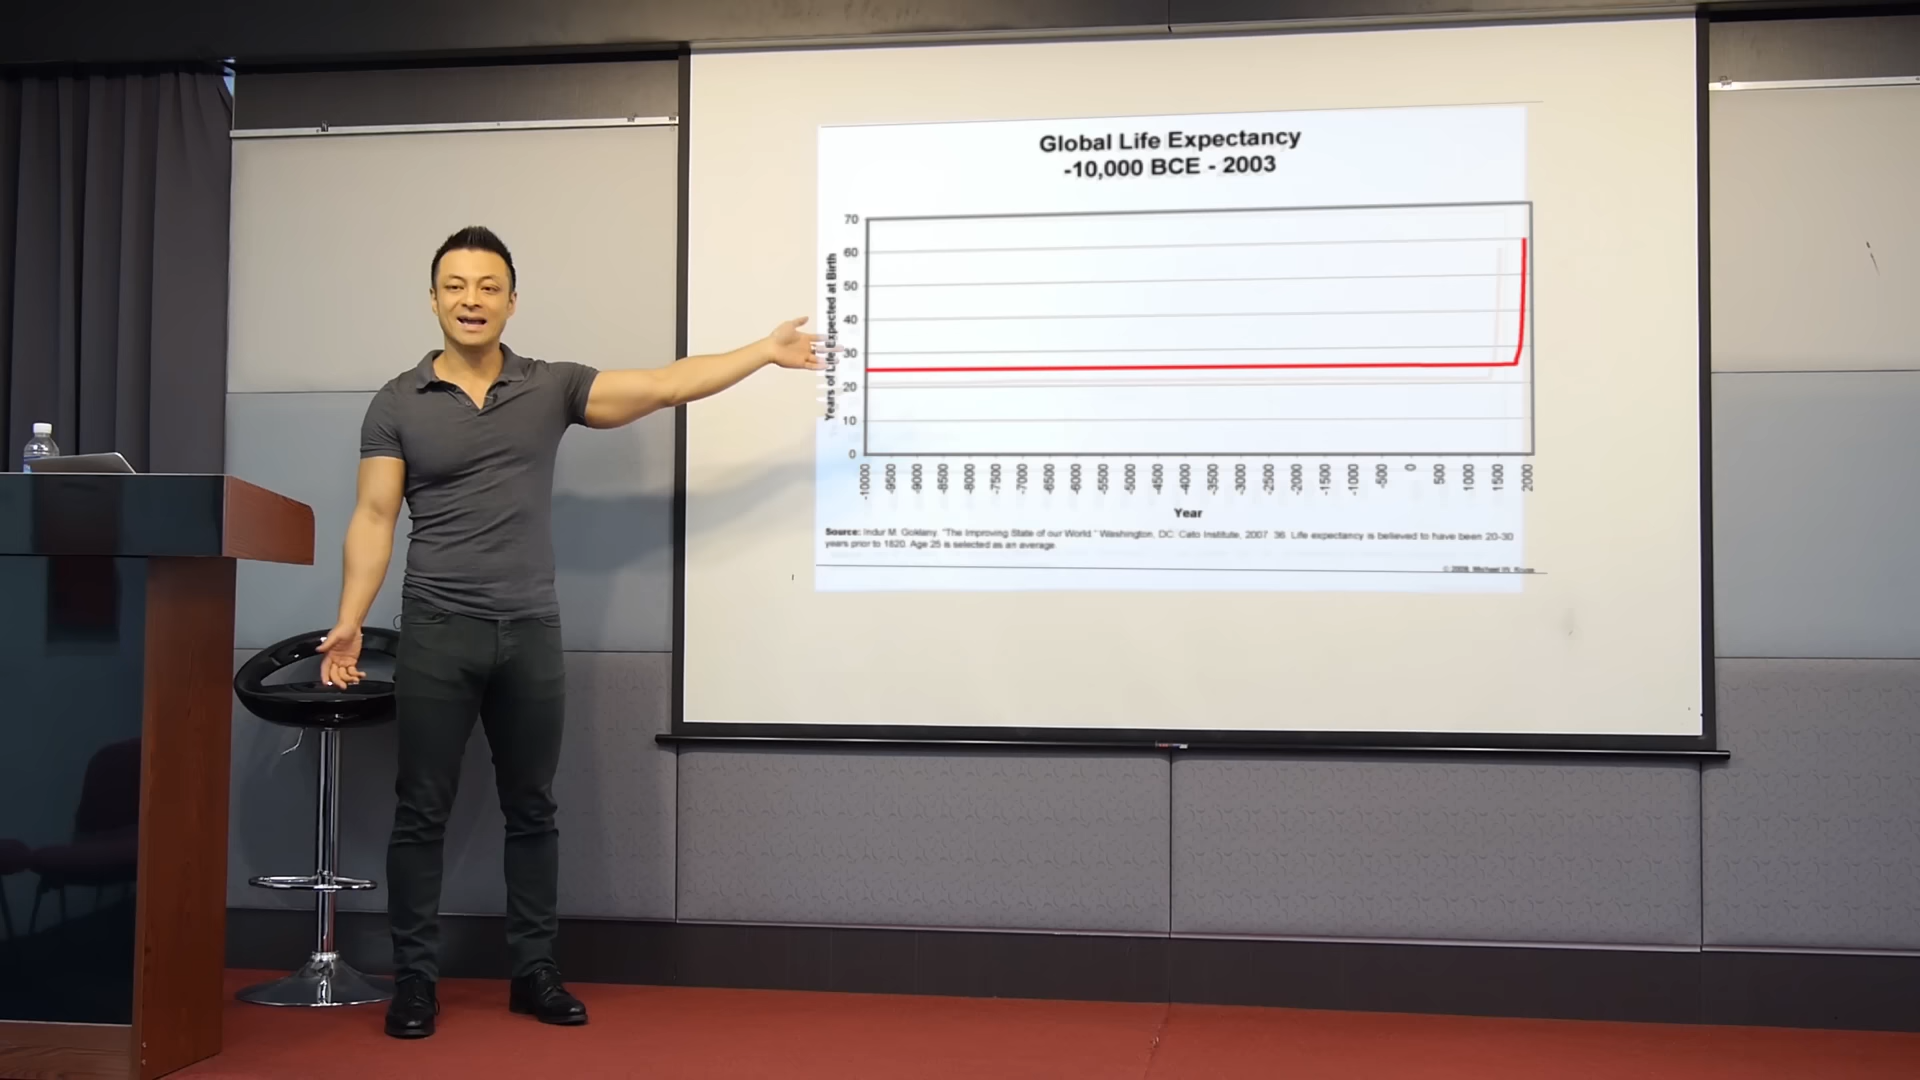 Global Life Expectancy
-10,000 BCE - 2003
Years of Life Expected at Birth
70
60
50
40
30
20
10
0
-10000 -9500 -9000 -8500 -8000 -7500 -7000 -6500 -6000 -5500 -5000 -4500 -4000 -3500 -3000 -2500 -2000 -1500 -1000 -500 0 500 1000 1500 2000
Year
Source: Indur M. Goklany, "The Improving State of our World." Washington, DC: Cato Institute, 2007. 36. Life expectancy is believed to have been 20-30
years prior to 1820. Age 25 is selected as an average.
© 2008, Michael W.